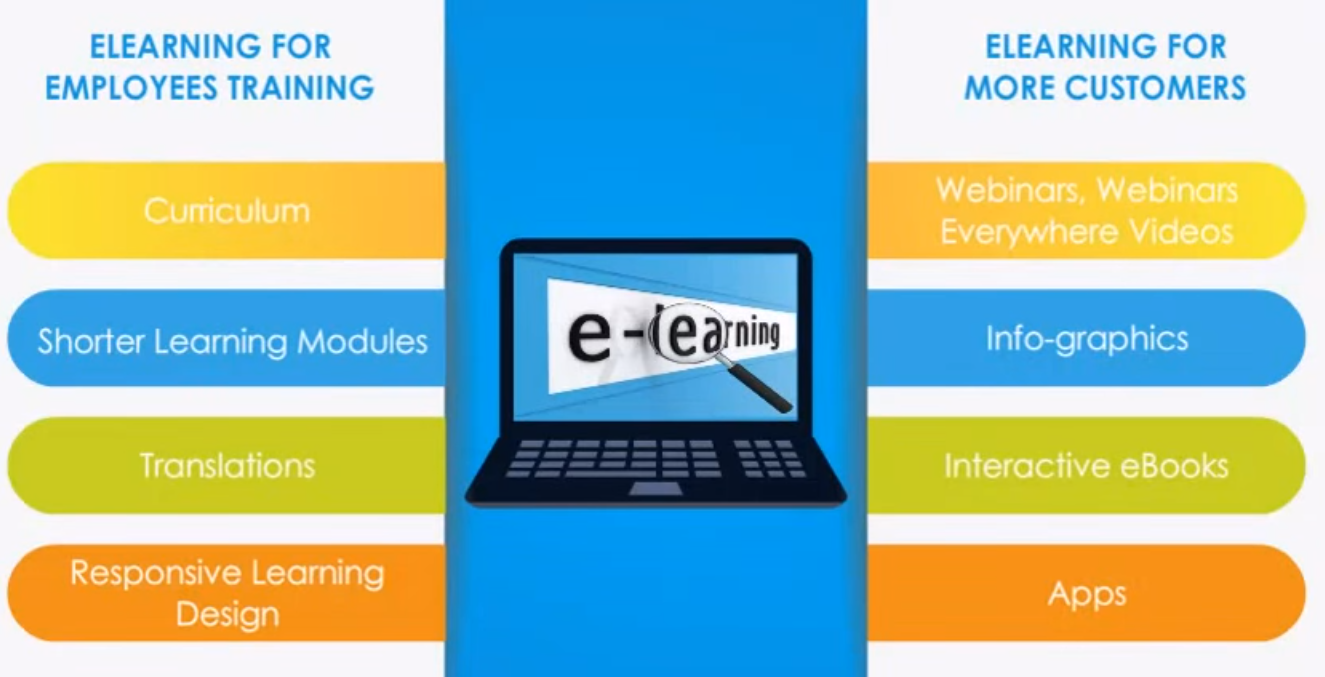 ELEARNING FOR
EMPLOYEES TRAINING
Curriculum
Shorter Learning Modules
Translations
Responsive Learning
Design
e-learning
ELEARNING FOR
MORE CUSTOMERS
Webinars, Webinars
Everywhere Videos
Info-graphics
Interactive eBooks
Apps